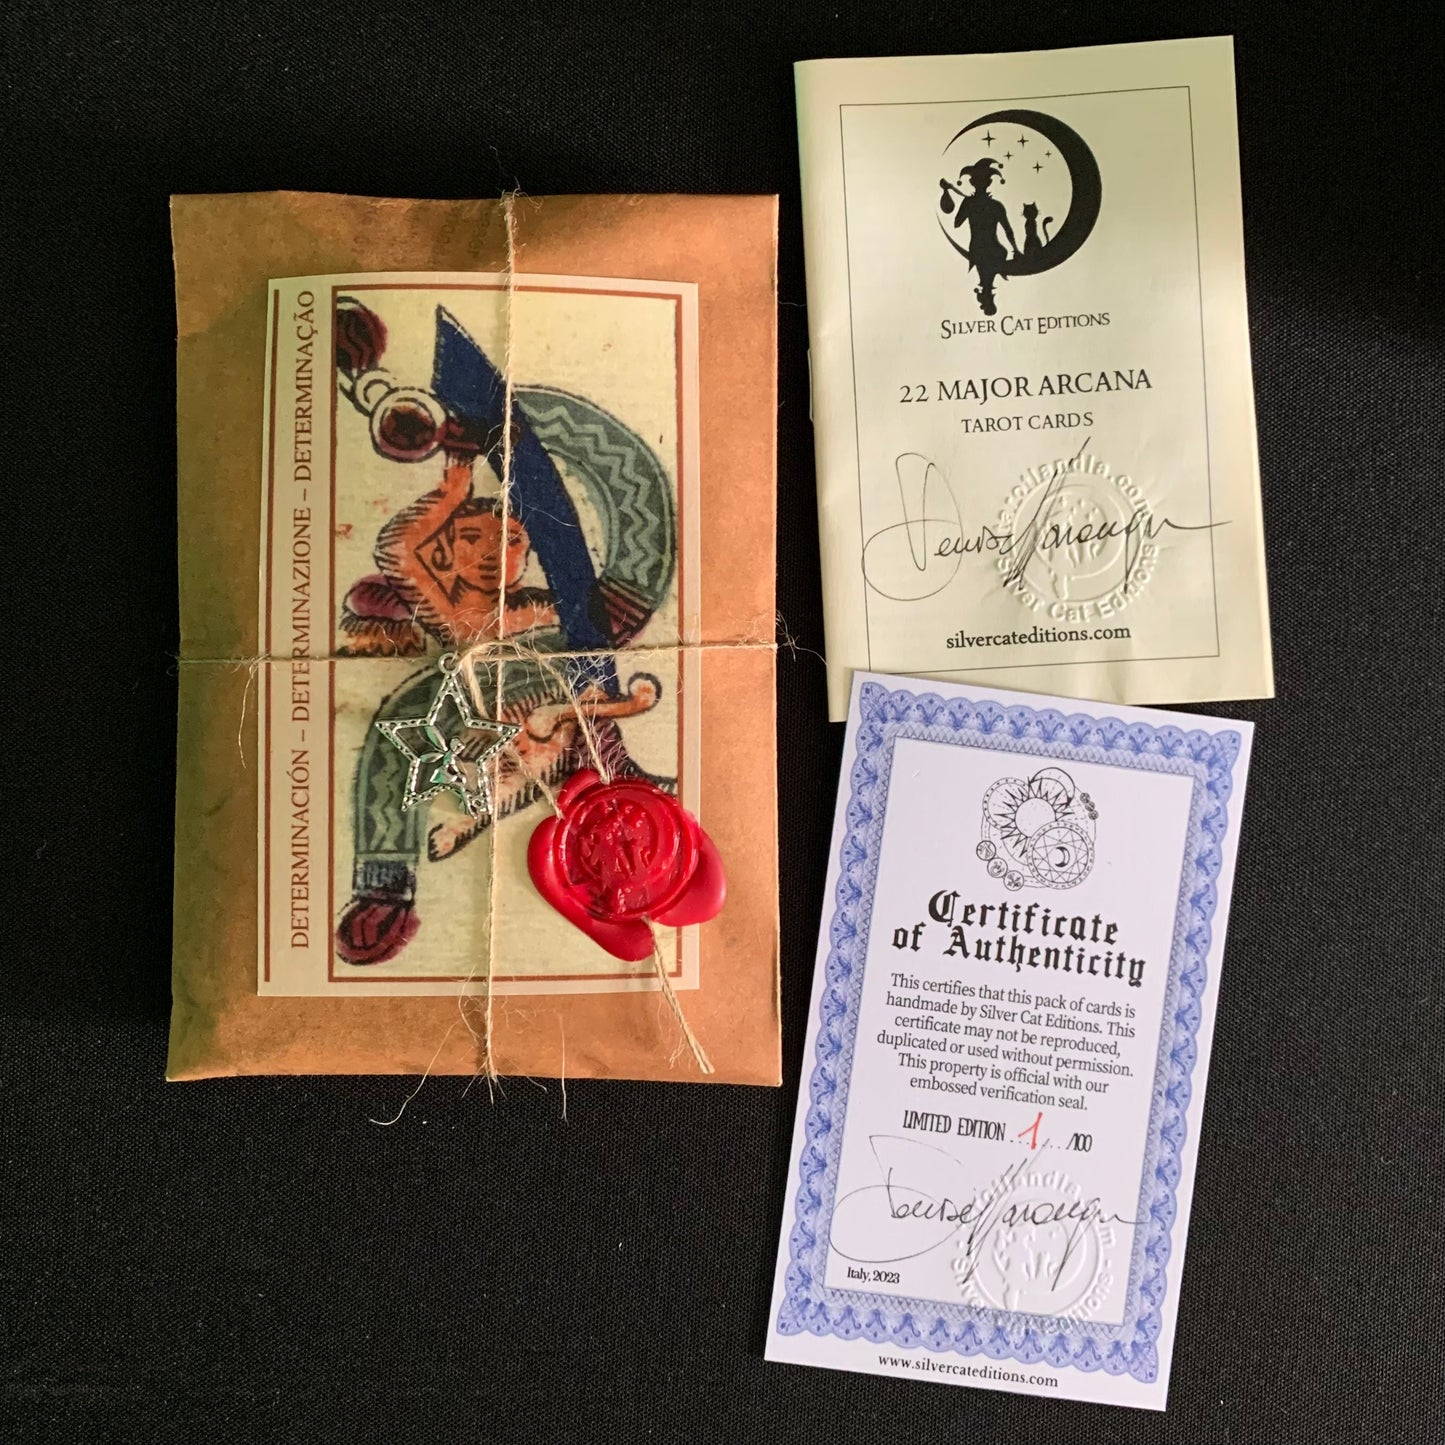 DETERMINACIÓN – DETERMINAZIONE – DETERMINAÇÃO
SILVER CAT EDITIONS
22 MAJOR ARCANA
TAROT CARDS
Silver Cat Editions
silvercateditions.com
Certificate
of Authenticity
This certifies that this pack of cards is
handmade by Silver Cat Editions. This
certificate may not be reproduced,
duplicated or used without permission.
This property is official with our
embossed verification seal.
LIMITED EDITION ...1... /100
Italy, 2023
www.silvercateditions.com